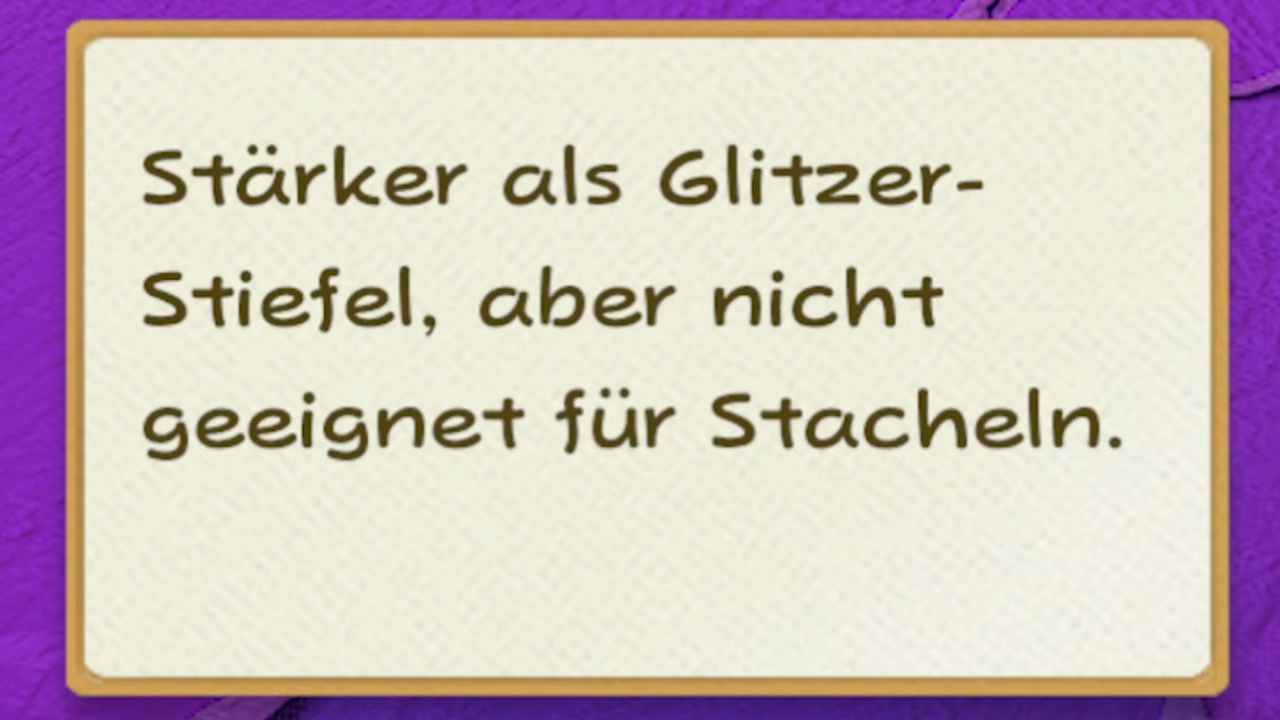 Stärker als Glitzer-
Stiefel, aber nicht
geeignet für Stacheln.